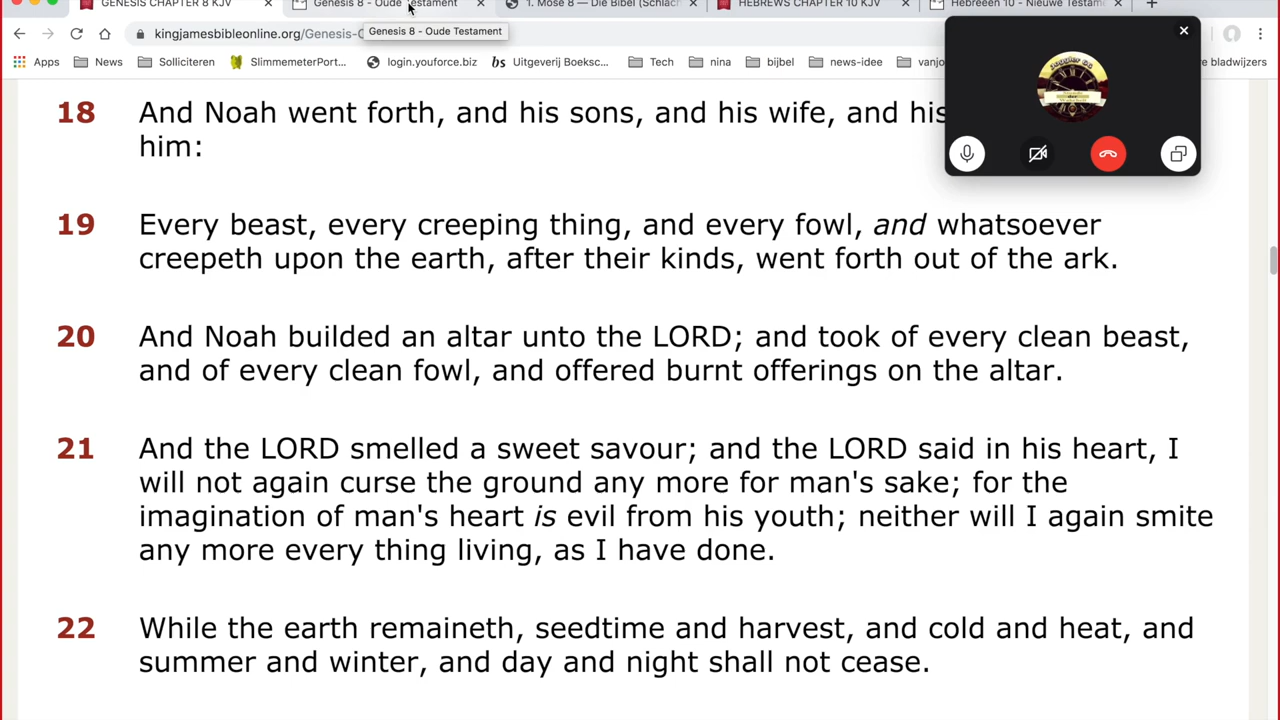 GENESIS CHAPTER 8 KJV
Genesis 8 - Oude Testament
1. Mose 8 — Die Bibel (Schlach
HEBREWS CHAPTER 10 KJV
Hebreeën 10 - Nieuwe Testame
kingjamesbibleonline.org/Genesis-
Genesis 8 - Oude Testament
Apps
News
Solliciteren
SlimmemeterPort...
login.youforce.biz
bs Uitgeverij Boeksc...
Tech
nina
bijbel
news-idee
vanjo
re bladwijzers
18 And Noah went forth, and his sons, and his wife, and his
him:
19 Every beast, every creeping thing, and every fowl, and whatsoever
creepeth upon the earth, after their kinds, went forth out of the ark.
20 And Noah builded an altar unto the LORD; and took of every clean beast,
and of every clean fowl, and offered burnt offerings on the altar.
21 And the LORD smelled a sweet savour; and the LORD said in his heart, I
will not again curse the ground any more for man's sake; for the
imagination of man's heart is evil from his youth; neither will I again smite
any more every thing living, as I have done.
22 While the earth remaineth, seedtime and harvest, and cold and heat, and
summer and winter, and day and night shall not cease.